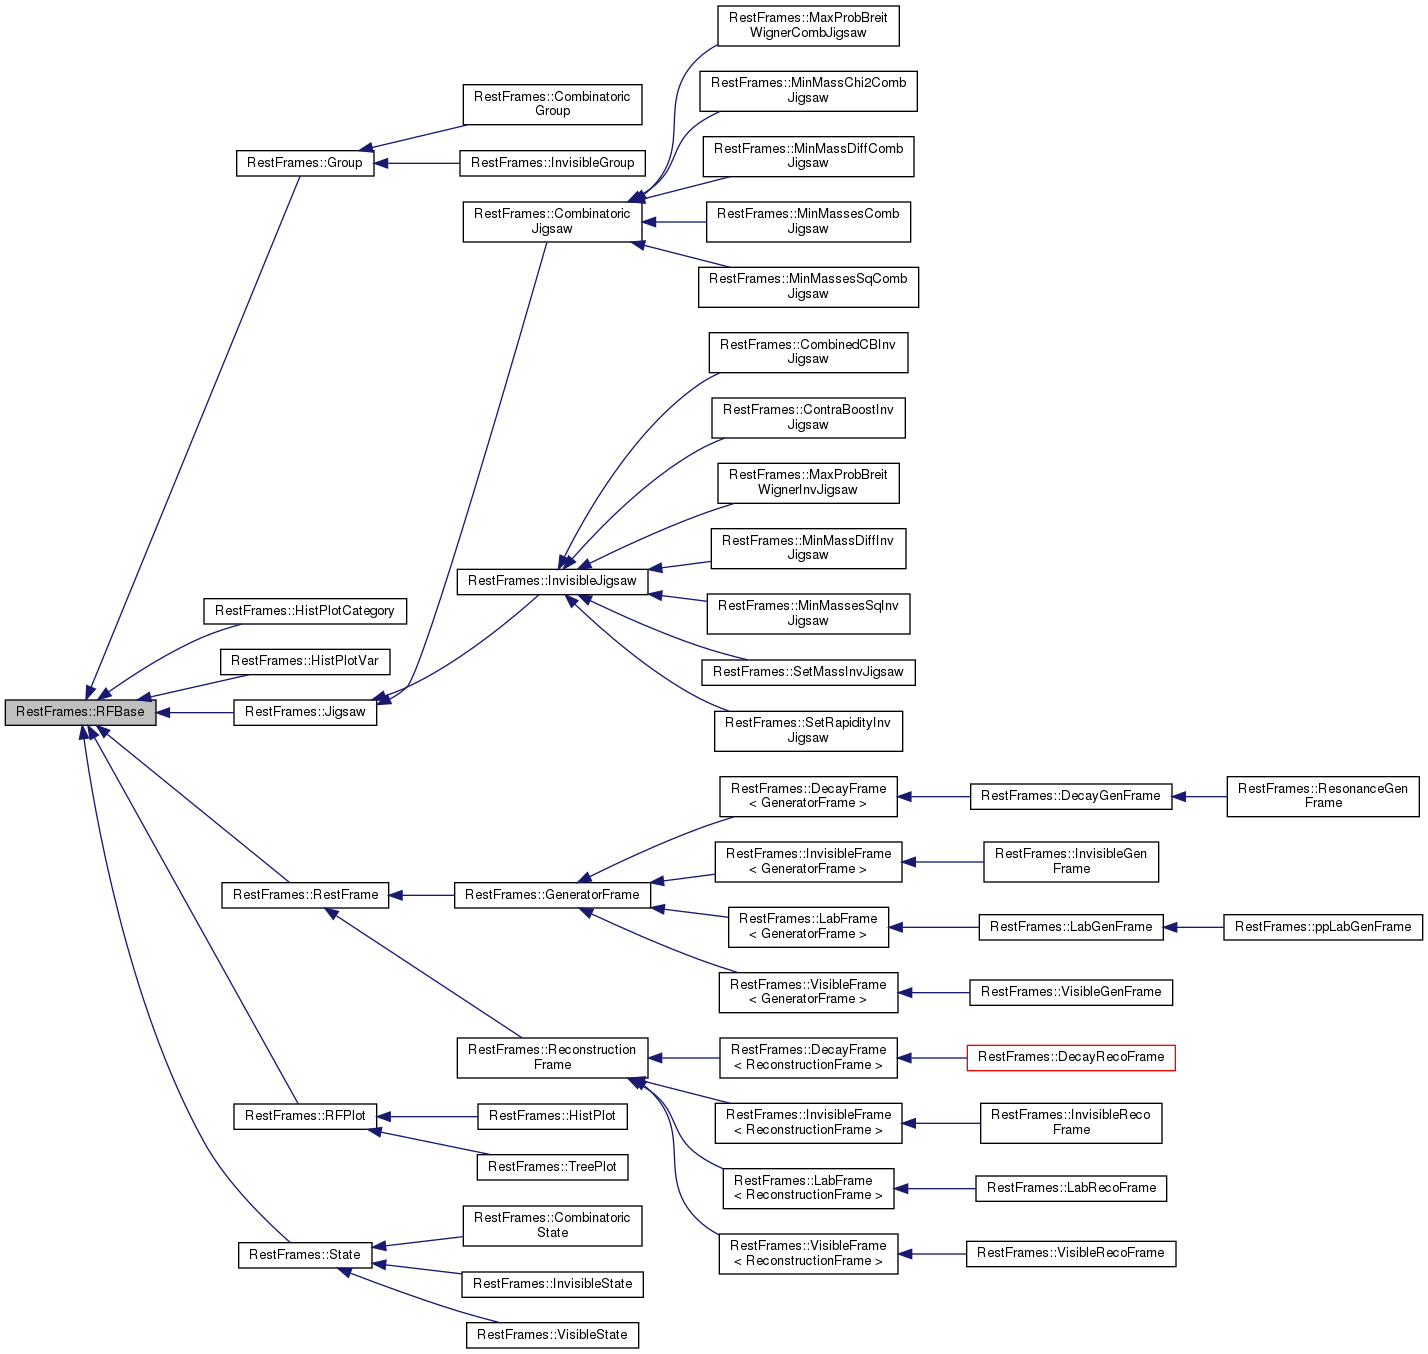 RestFrames::MaxProbBreit
WignerCombJigsaw
RestFrames::MinMassChi2Comb
Jigsaw
RestFrames::Combinatoric
Group
RestFrames::MinMassDiffComb
Jigsaw
RestFrames::Group
RestFrames::InvisibleGroup
RestFrames::Combinatoric
Jigsaw
RestFrames::MinMassesComb
Jigsaw
RestFrames::MinMassesSqComb
Jigsaw
RestFrames::CombinedCBInv
Jigsaw
RestFrames::ContraBoostInv
Jigsaw
RestFrames::MaxProbBreit
WignerInvJigsaw
RestFrames::MinMassDiffInv
Jigsaw
RestFrames::InvisibleJigsaw
RestFrames::MinMassesSqInv
Jigsaw
RestFrames::HistPlotCategory
RestFrames::HistPlotVar
RestFrames::SetMassInvJigsaw
RestFrames::RFBase
RestFrames::Jigsaw
RestFrames::SetRapidityInv
Jigsaw
RestFrames::DecayFrame
< GeneratorFrame >
RestFrames::DecayGenFrame
RestFrames::ResonanceGen
Frame
RestFrames::InvisibleFrame
< GeneratorFrame >
RestFrames::InvisibleGen
Frame
RestFrames::RestFrame
RestFrames::GeneratorFrame
RestFrames::LabFrame
< GeneratorFrame >
RestFrames::LabGenFrame
RestFrames::ppLabGenFrame
RestFrames::VisibleFrame
< GeneratorFrame >
RestFrames::VisibleGenFrame
RestFrames::Reconstruction
Frame
RestFrames::DecayFrame
< ReconstructionFrame >
RestFrames::DecayRecoFrame
RestFrames::RFPlot
RestFrames::HistPlot
RestFrames::InvisibleFrame
< ReconstructionFrame >
RestFrames::InvisibleReco
Frame
RestFrames::TreePlot
RestFrames::LabFrame
< ReconstructionFrame >
RestFrames::LabRecoFrame
RestFrames::Combinatoric
State
RestFrames::State
RestFrames::VisibleFrame
< ReconstructionFrame >
RestFrames::VisibleRecoFrame
RestFrames::InvisibleState
RestFrames::VisibleState